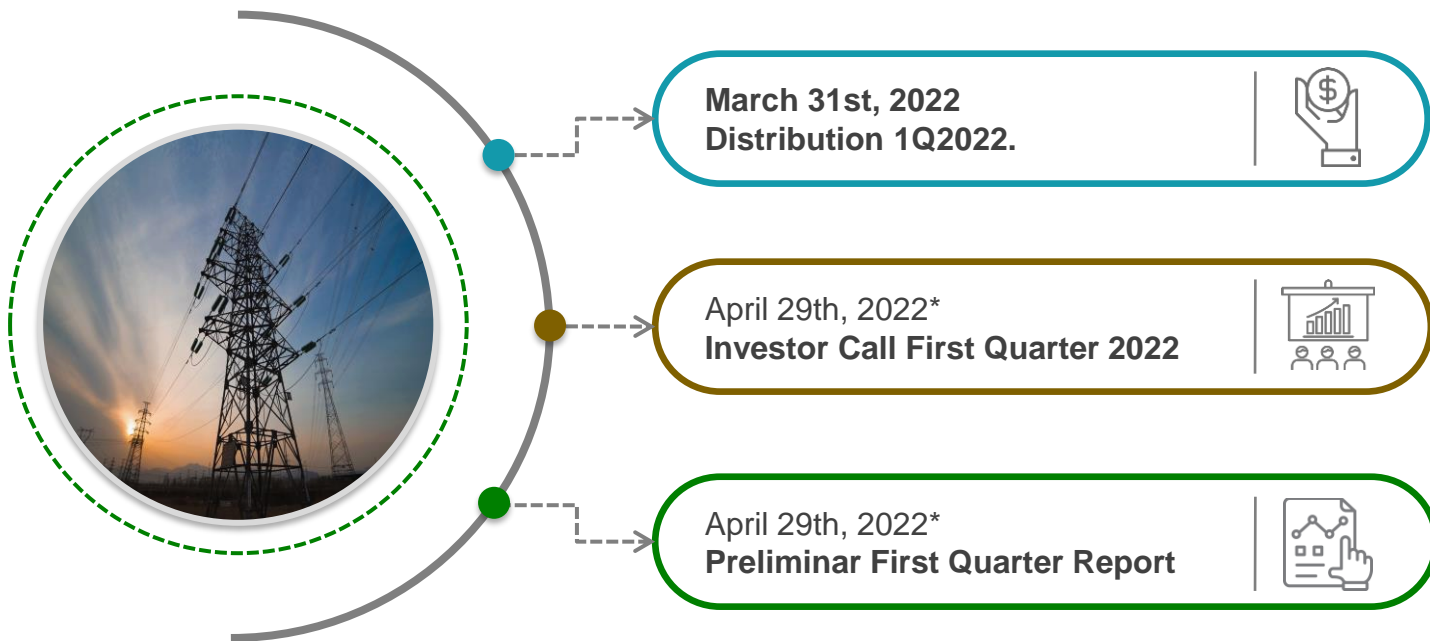 March 31st, 2022
Distribution 1Q2022.
$
April 29th, 2022*
Investor Call First Quarter 2022
April 29th, 2022*
Preliminar First Quarter Report